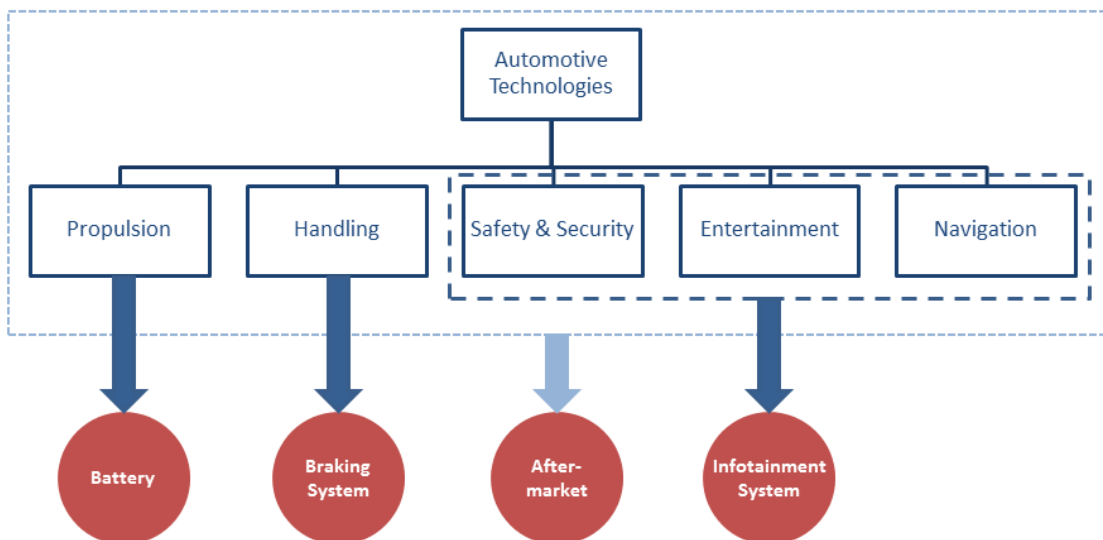 Automotive
Technologies
Propulsion
Handling
Safety & Security
Entertainment
Navigation
Battery
Braking
System
After-
market
Infotainment
System